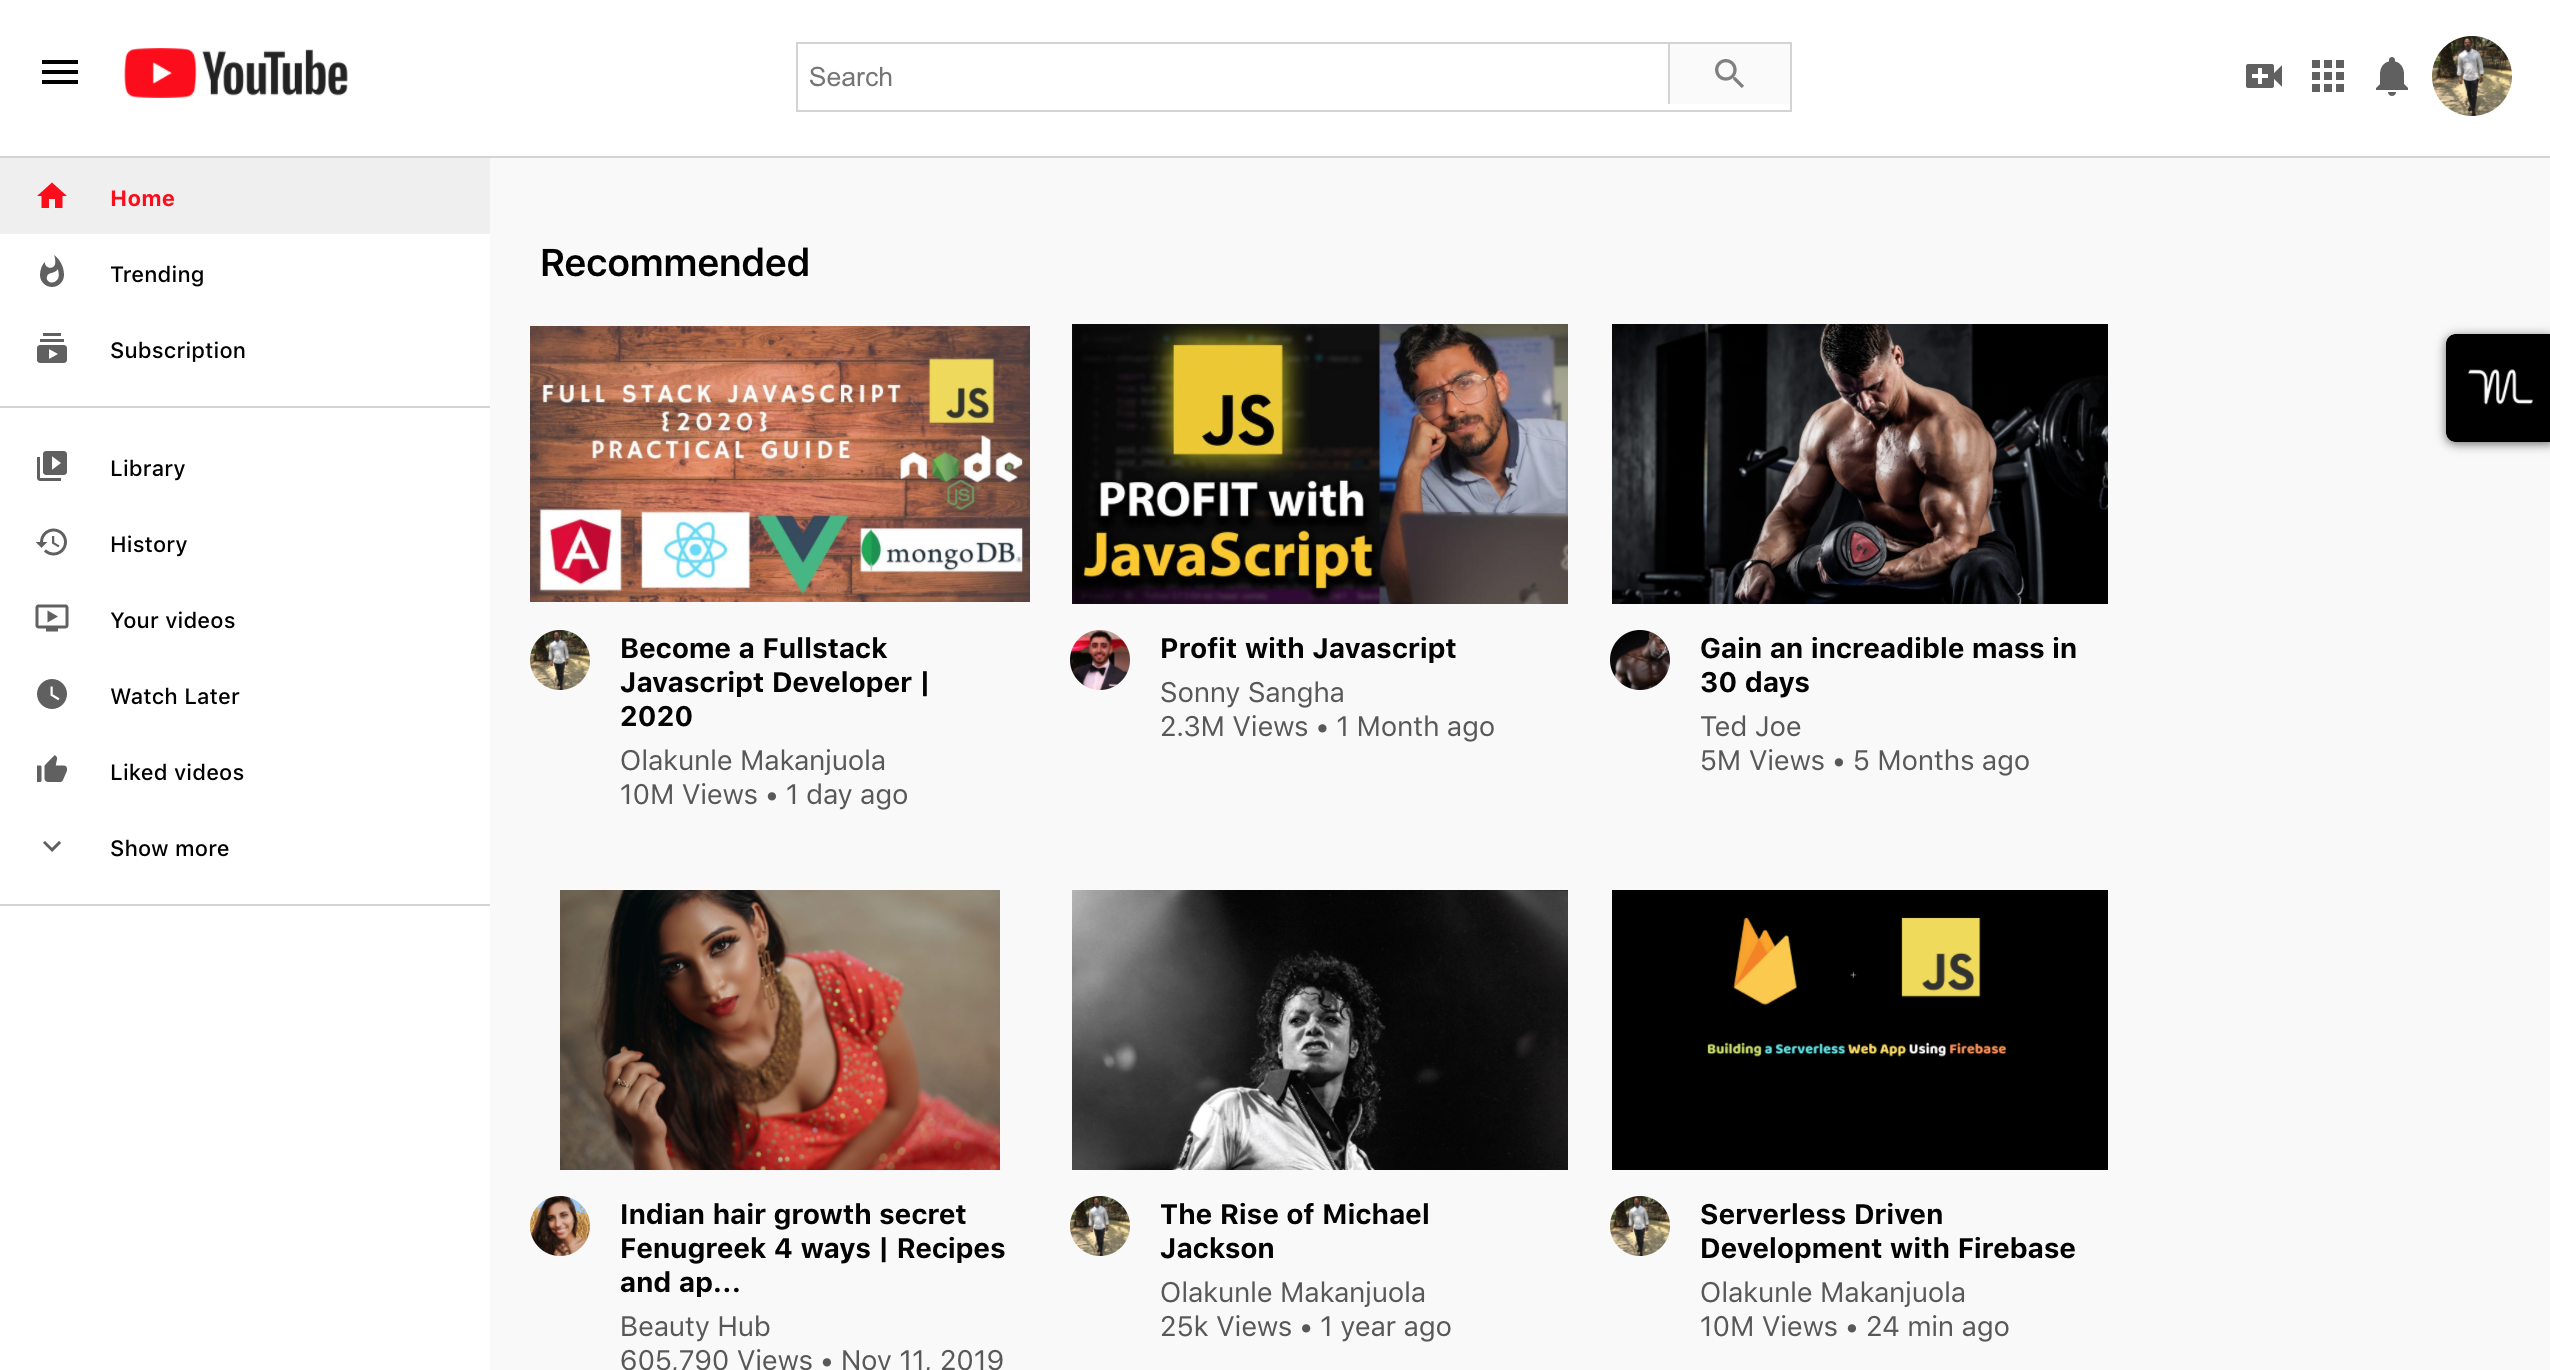 YouTube
Search
Home
Trending
Subscription
Library
History
Your videos
Watch Later
Liked videos
Show more
Recommended
FULL STACK JAVASCRIPT
{2020}
PRACTICAL GUIDE
JS
node
JS
mongoDB
JS
PROFIT with
JavaScript
Become a Fullstack
Javascript Developer |
2020
Olakunle Makanjuola
10M Views • 1 day ago
Profit with Javascript
Sonny Sangha
2.3M Views • 1 Month ago
Gain an increadible mass in
30 days
Ted Joe
5M Views • 5 Months ago
JS
Building a Serverless Web App Using Firebase
Indian hair growth secret
Fenugreek 4 ways | Recipes
and ap...
Beauty Hub
605,790 Views • Nov 11, 2019
The Rise of Michael
Jackson
Olakunle Makanjuola
25k Views • 1 year ago
Serverless Driven
Development with Firebase
Olakunle Makanjuola
10M Views • 24 min ago